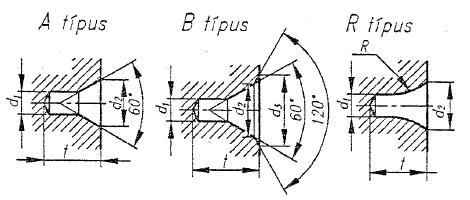 A típus
B típus
R típus
d₁
d₂
60°
t
d₁
d₂
d₃
60°
120°
t
R
d₁
d₂
t